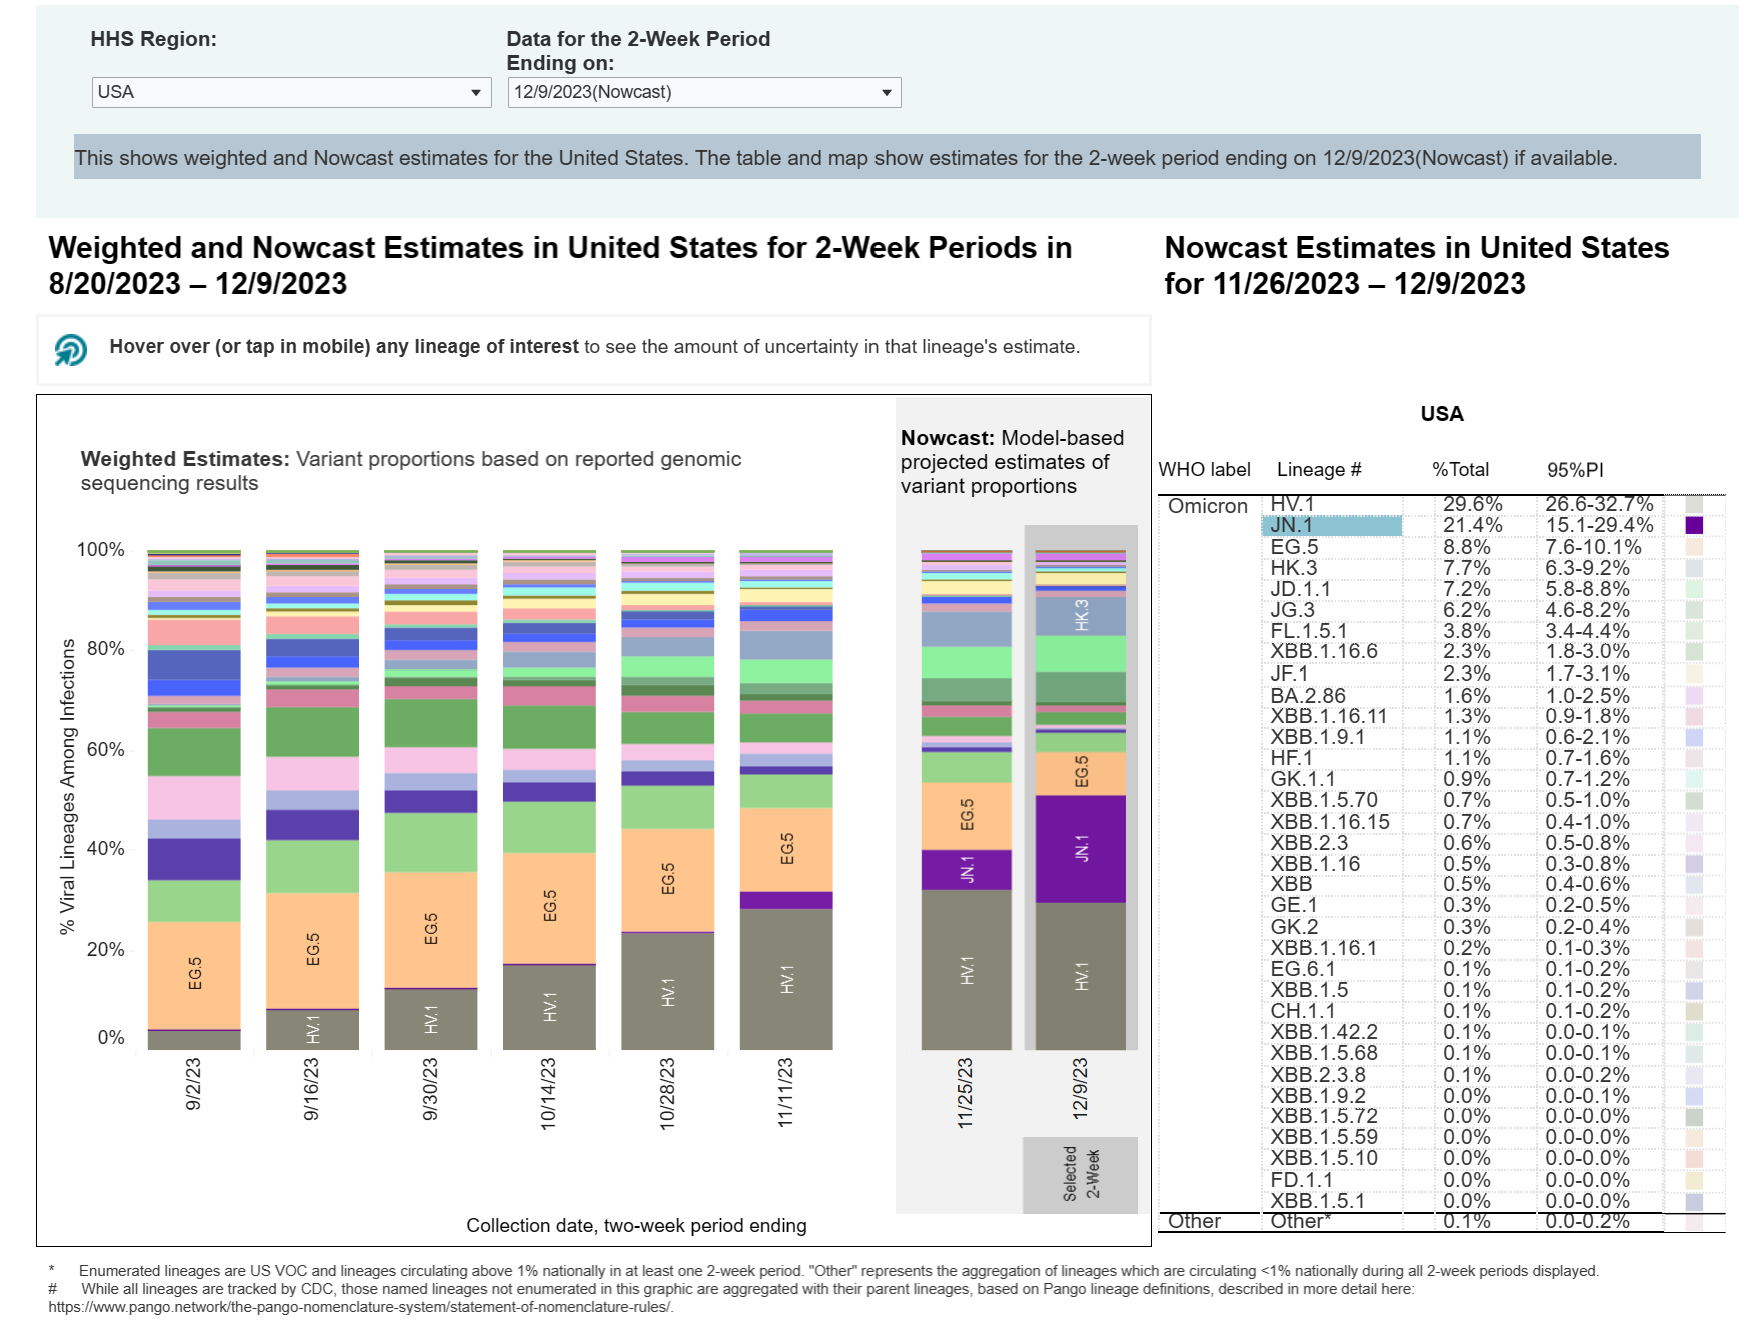 HHS Region:
USA
Data for the 2-Week Period
Ending on:
12/9/2023(Nowcast)
This shows weighted and Nowcast estimates for the United States. The table and map show estimates for the 2-week period ending on 12/9/2023(Nowcast) if available.
Weighted and Nowcast Estimates in United States for 2-Week Periods in
8/20/2023 – 12/9/2023
Hover over (or tap in mobile) any lineage of interest to see the amount of uncertainty in that lineage's estimate.
Weighted Estimates: Variant proportions based on reported genomic
sequencing results
Nowcast: Model-based
projected estimates of
variant proportions
% Viral Lineages Among Infections
100%
80%
60%
40%
20%
0%
EG.5
EG.5
HV.1
EG.5
HV.1
EG.5
HV.1
EG.5
HV.1
EG.5
HV.1
EG.5
JN.1
HV.1
HK.3
EG.5
JN.1
HV.1
9/2/23
9/16/23
9/30/23
10/14/23
10/28/23
11/11/23
11/25/23
12/9/23
Selected
2-Week
Collection date, two-week period ending
Nowcast Estimates in United States
for 11/26/2023 – 12/9/2023
USA
WHO label Lineage # %Total 95%PI
Omicron HV.1 29.6% 26.6-32.7%
JN.1 21.4% 15.1-29.4%
EG.5 8.8% 7.6-10.1%
HK.3 7.7% 6.3-9.2%
JD.1.1 7.2% 5.8-8.8%
JG.3 6.2% 4.6-8.2%
FL.1.5.1 3.8% 3.4-4.4%
XBB.1.16.6 2.3% 1.8-3.0%
JF.1 2.3% 1.7-3.1%
BA.2.86 1.6% 1.0-2.5%
XBB.1.16.11 1.3% 0.9-1.8%
XBB.1.9.1 1.1% 0.6-2.1%
HF.1 1.1% 0.7-1.6%
GK.1.1 0.9% 0.7-1.2%
XBB.1.5.70 0.7% 0.5-1.0%
XBB.1.16.15 0.7% 0.4-1.0%
XBB.2.3 0.6% 0.5-0.8%
XBB.1.16 0.5% 0.3-0.8%
XBB 0.5% 0.4-0.6%
GE.1 0.3% 0.2-0.5%
GK.2 0.3% 0.2-0.4%
XBB.1.16.1 0.2% 0.1-0.3%
EG.6.1 0.1% 0.1-0.2%
XBB.1.5 0.1% 0.1-0.2%
CH.1.1 0.1% 0.1-0.2%
XBB.1.42.2 0.1% 0.0-0.1%
XBB.1.5.68 0.1% 0.0-0.1%
XBB.2.3.8 0.1% 0.0-0.2%
XBB.1.9.2 0.0% 0.0-0.1%
XBB.1.5.72 0.0% 0.0-0.0%
XBB.1.5.59 0.0% 0.0-0.0%
XBB.1.5.10 0.0% 0.0-0.0%
FD.1.1 0.0% 0.0-0.0%
XBB.1.5.1 0.0% 0.0-0.0%
Other Other* 0.1% 0.0-0.2%
* Enumerated lineages are US VOC and lineages circulating above 1% nationally in at least one 2-week period. "Other" represents the aggregation of lineages which are circulating <1% nationally during all 2-week periods displayed.
# While all lineages are tracked by CDC, those named lineages not enumerated in this graphic are aggregated with their parent lineages, based on Pango lineage definitions, described in more detail here:
https://www.pango.network/the-pango-nomenclature-system/statement-of-nomenclature-rules/.